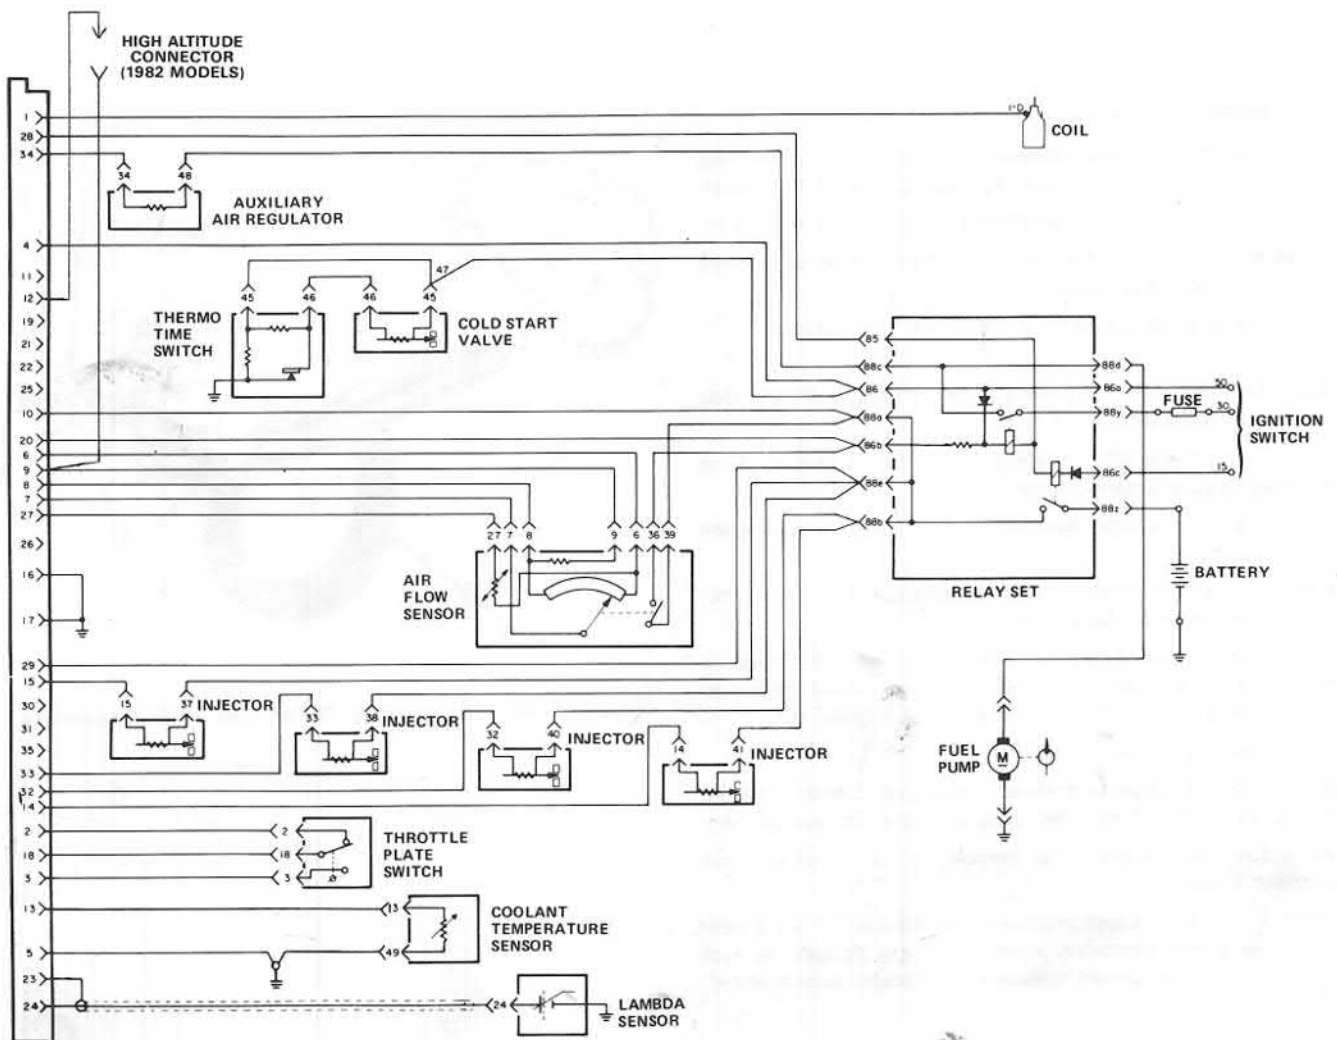 HIGH ALTITUDE
CONNECTOR
(1982 MODELS)
1
28
34
COIL
34
48
AUXILIARY
AIR REGULATOR
4
11
12
19
21
22
25
10
20
6
9
8
7
27
26
16
17
29
15
30
31
35
33
32
14
2
18
3
13
5
23
24
47
45
46
46
45
THERMO
TIME
SWITCH
COLD START
VALVE
85
88c
86
88a
86b
88e
88b
88d
86a
88y
86c
88z
FUSE
50
30
15
IGNITION
SWITCH
RELAY SET
BATTERY
27
7
8
9
6
36
39
AIR
FLOW
SENSOR
15
37
INJECTOR
33
38
INJECTOR
32
40
INJECTOR
14
41
INJECTOR
FUEL
PUMP
M
2
18
3
THROTTLE
PLATE
SWITCH
13
49
COOLANT
TEMPERATURE
SENSOR
24
LAMBDA
SENSOR